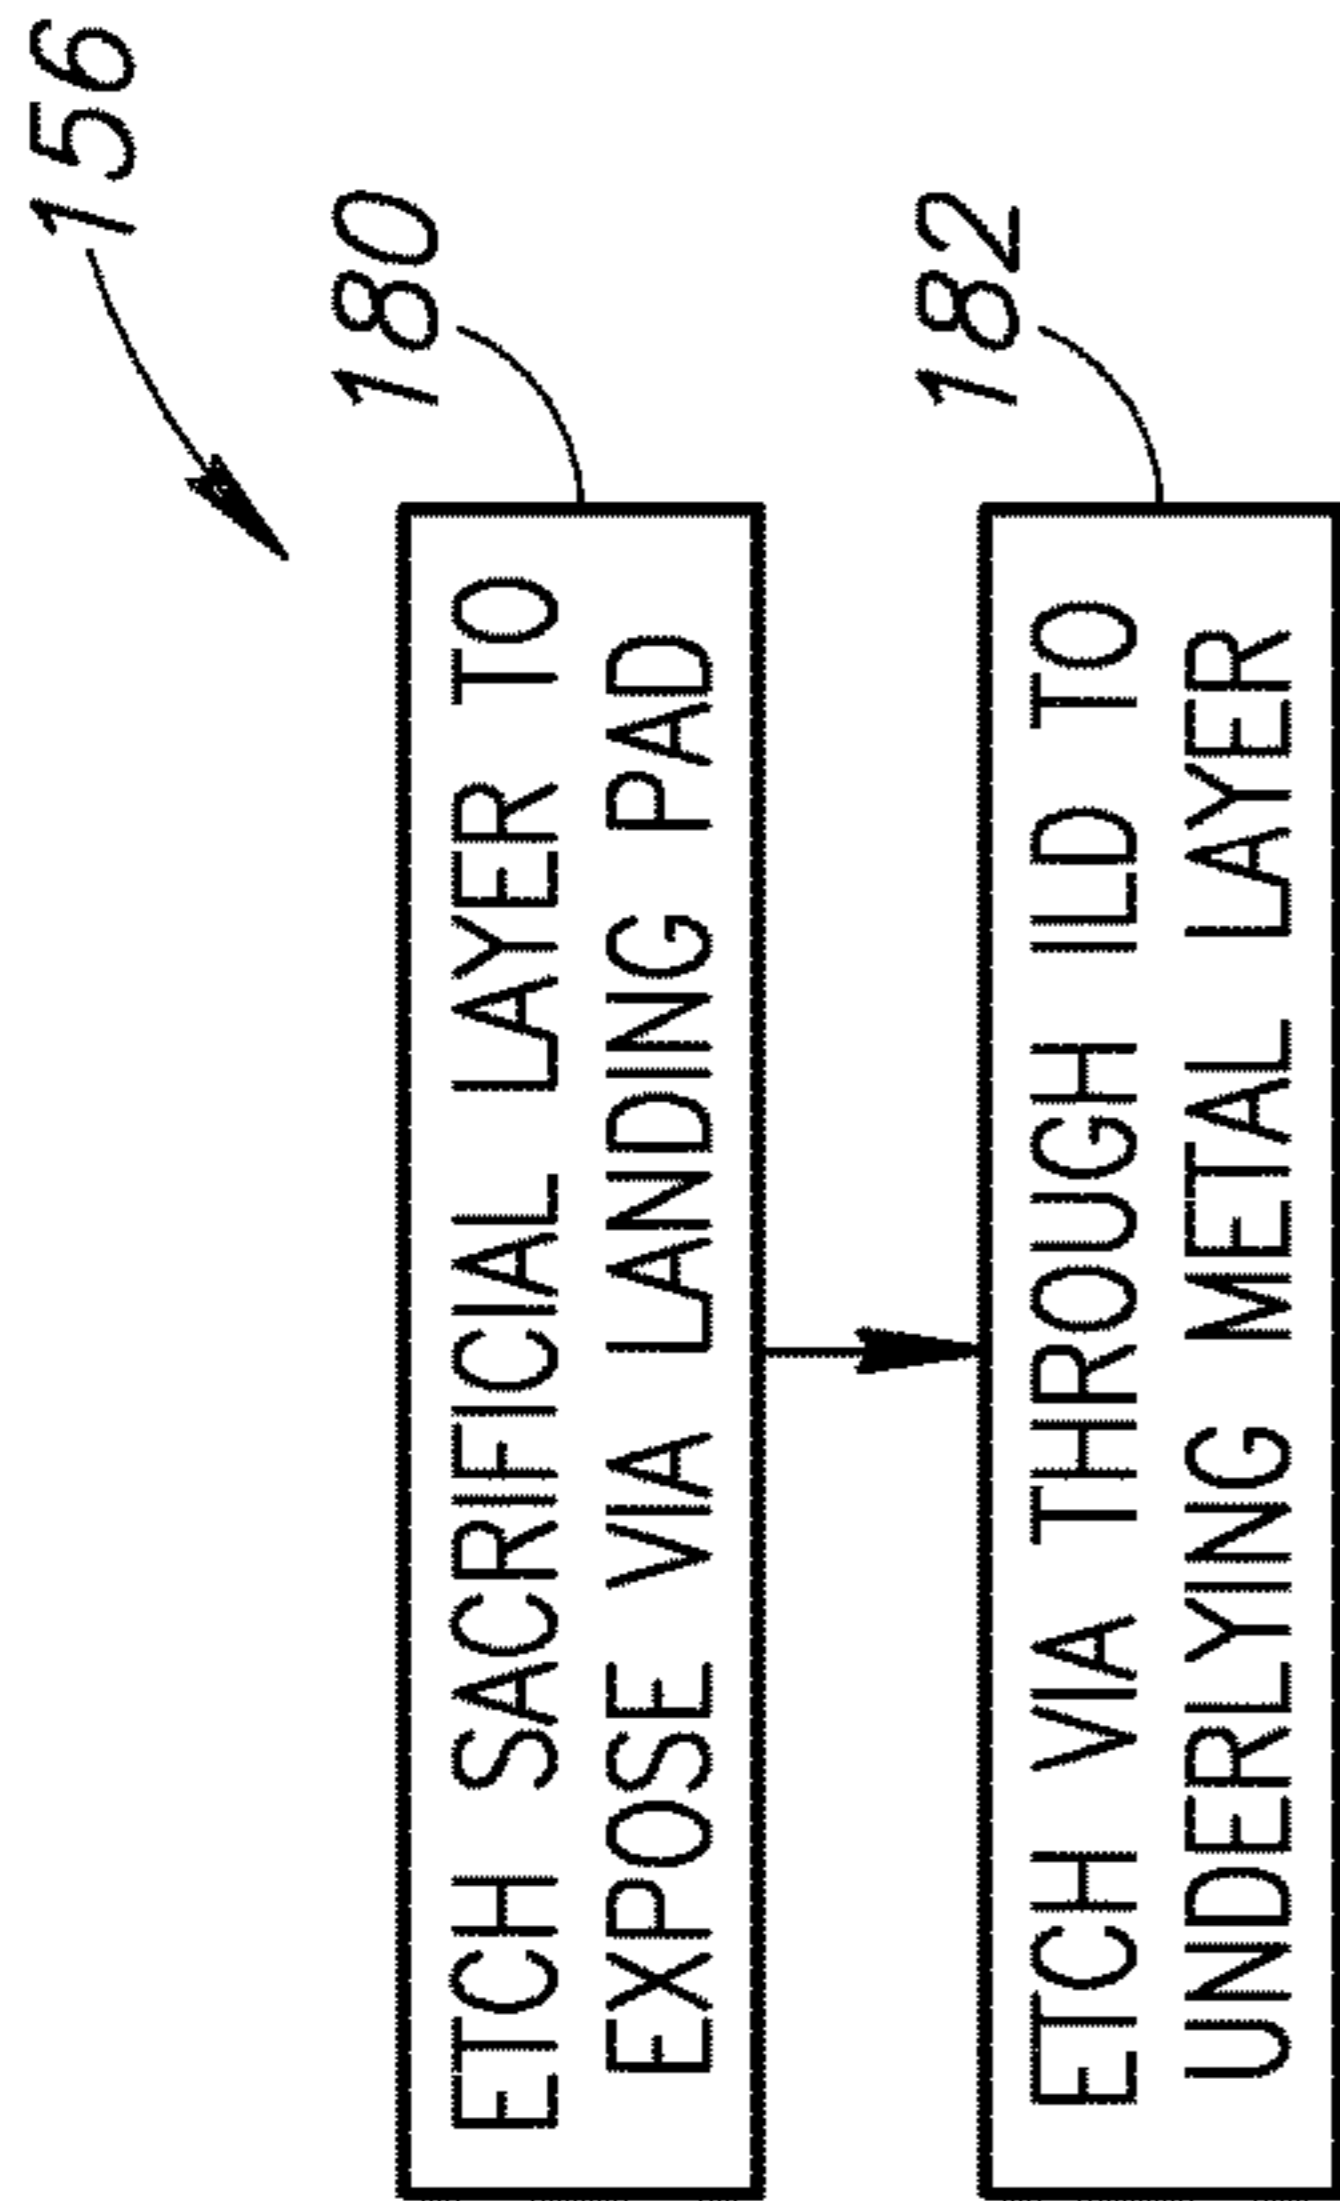 156
180
ETCH SACRIFICIAL LAYER TO
EXPOSE VIA LANDING PAD
182
ETCH VIA THROUGH ILD TO
UNDERLYING METAL LAYER